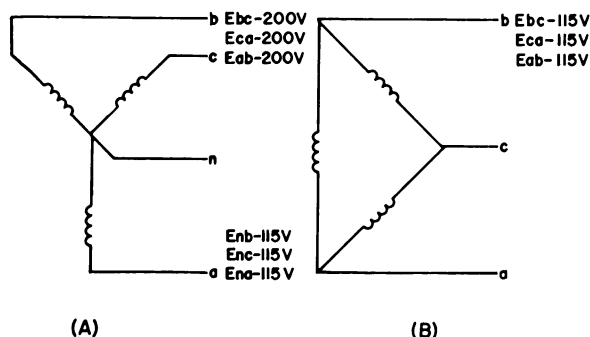 b Ebc-200V
Eca-200V
c Eab-200V
n
Enb-115V
Enc-115V
a Ena-115V
(A)
b Ebc-115V
Eca-115V
Eab-115V
c
a
(B)